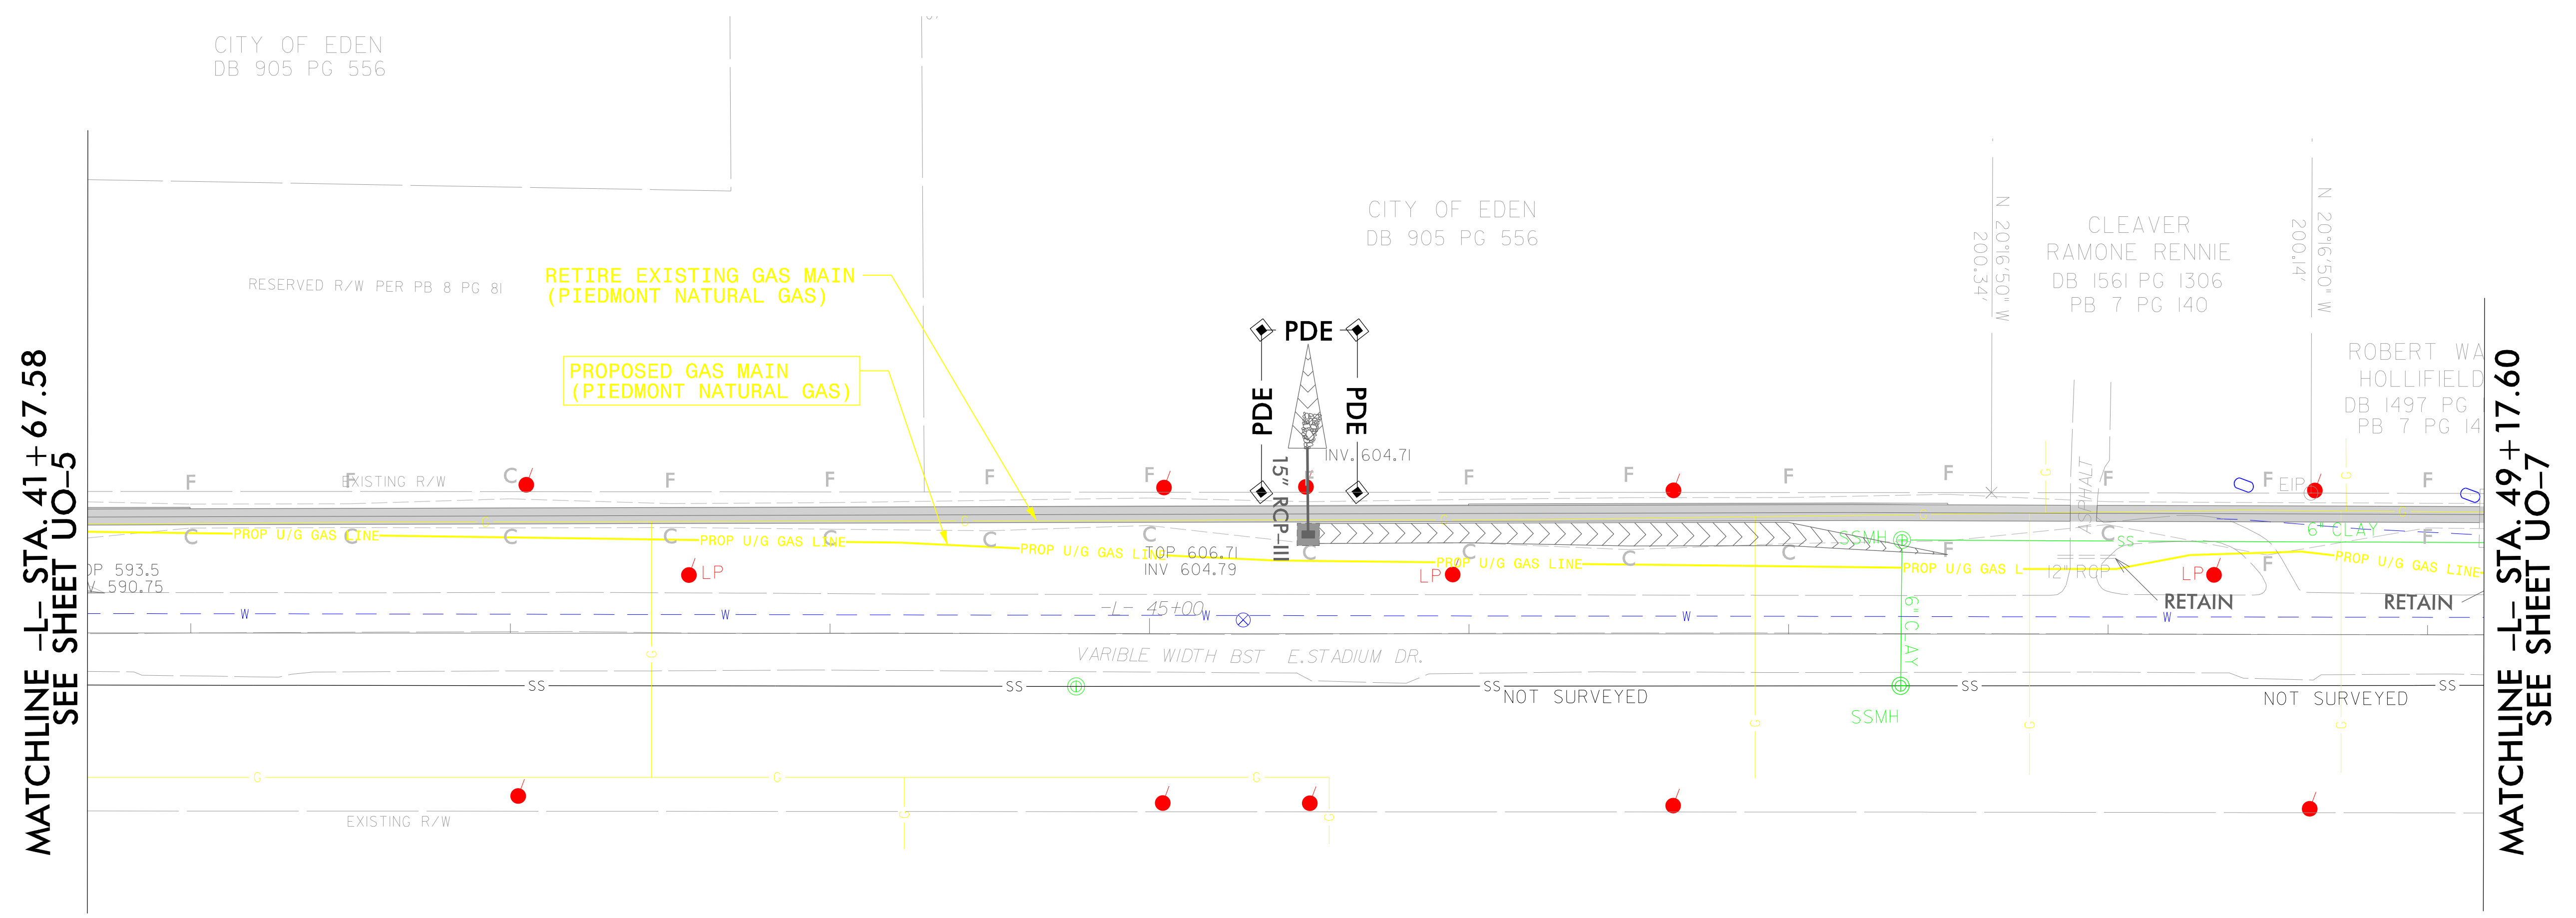 CITY OF EDEN
DB 905 PG 556
CITY OF EDEN
DB 905 PG 556
N 20°16'50" W
200.34'
CLEAVER
RAMONE RENNIE
DB 1561 PG 1306
PB 7 PG 140
N 20°16'50" W
200.14'
RESERVED R/W PER PB 8 PG 81
RETIRE EXISTING GAS MAIN
(PIEDMONT NATURAL GAS)
PROPOSED GAS MAIN
(PIEDMONT NATURAL GAS)
PDE
PDE
PDE
ROBERT WA
HOLLIFIELD
DB 1497 PG
PB 7 PG 14
MATCHLINE -L- STA. 41+67.58
SEE SHEET UO-5
MATCHLINE -L- STA. 49+17.60
SEE SHEET UO-7
INV. 604.71
15" RCP-III
F F C F F F F F F F F F F F
EXISTING R/W
EIP
ASPHALT
G G G G
C C C C C C C C C C F C F F
PROP U/G GAS LINE
PROP U/G GAS LINE
PROP U/G GAS LINE
PROP U/G GAS LINE
PROP U/G GAS L
PROP U/G GAS LINE
SSMH
SS
6" CLAY
TOP 606.71
INV 604.79
OP 593.5
590.75
LP
LP
LP
12" RCP
RETAIN
RETAIN
-L- 45+00
W W W W W
6" CLAY
VARIBLE WIDTH BST E.STADIUM DR.
SS SS SS SS SS
NOT SURVEYED
NOT SURVEYED
SSMH
G G G G
G G G
G G
EXISTING R/W